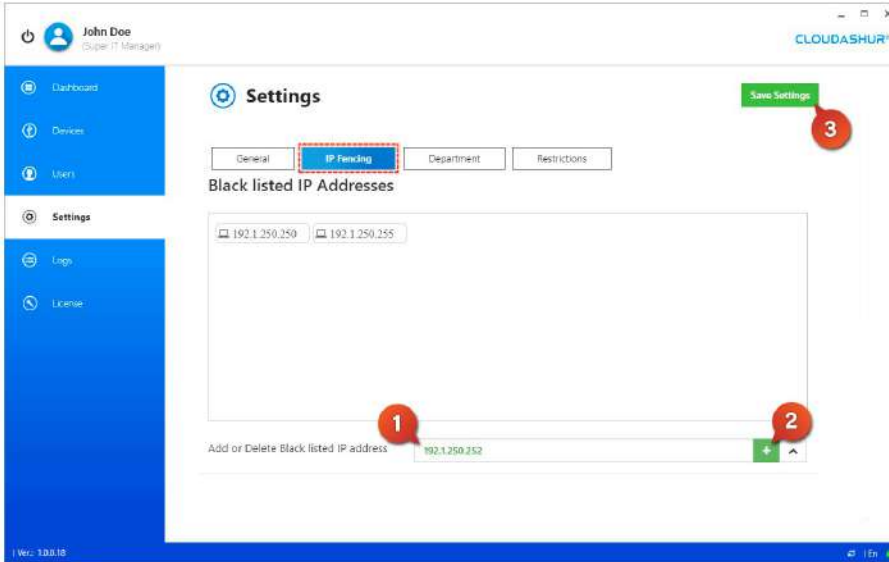 John Doe
(Super IT Manager)
CLOUDASHUR®
Dashboard
Devices
Users
Settings
Logs
License
Settings
Save Settings
3
General
IP Fencing
Department
Restrictions
Black listed IP Addresses
192.1.250.250
192.1.250.255
1
2
Add or Delete Black listed IP address
192.1.250.252
+
| Ver.: 1.0.0.18
| En